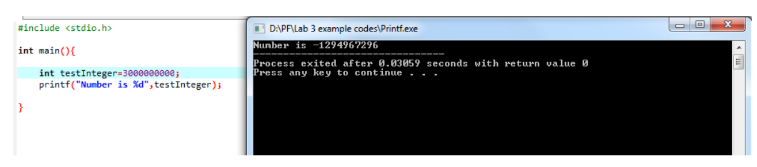 #include <stdio.h>
int main(){
int testInteger=3000000000;
printf("Number is %d",testInteger);
}
D:\PF\Lab 3 example codes\Printf.exe
Number is -1294967296
--------------------------------
Process exited after 0.03059 seconds with return value 0
Press any key to continue . . .